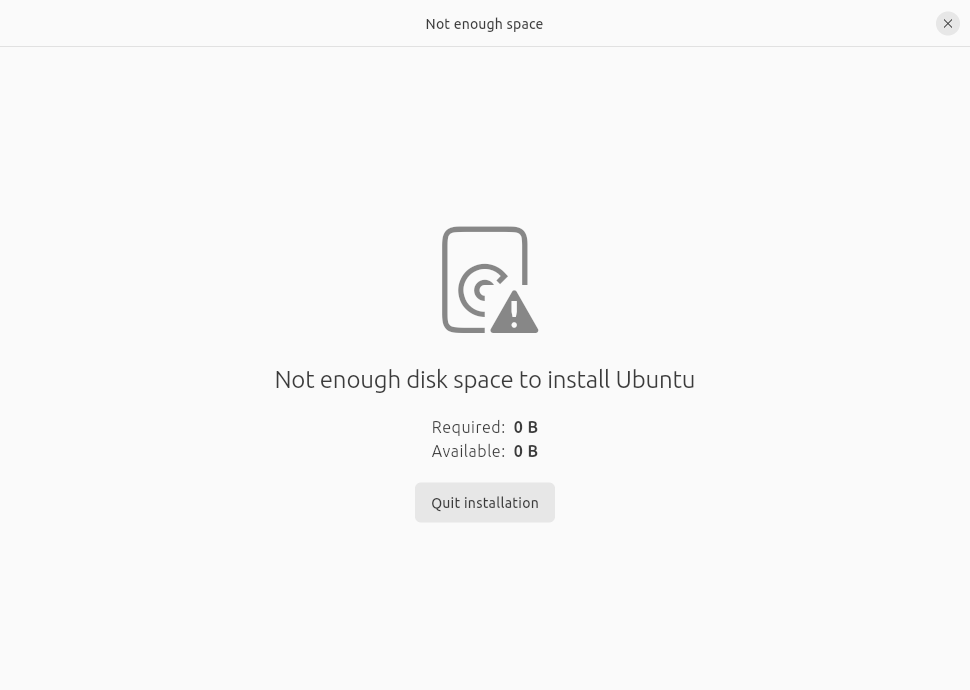 Not enough space
Not enough disk space to install Ubuntu
Required: 0 B
Available: 0 B
Quit installation